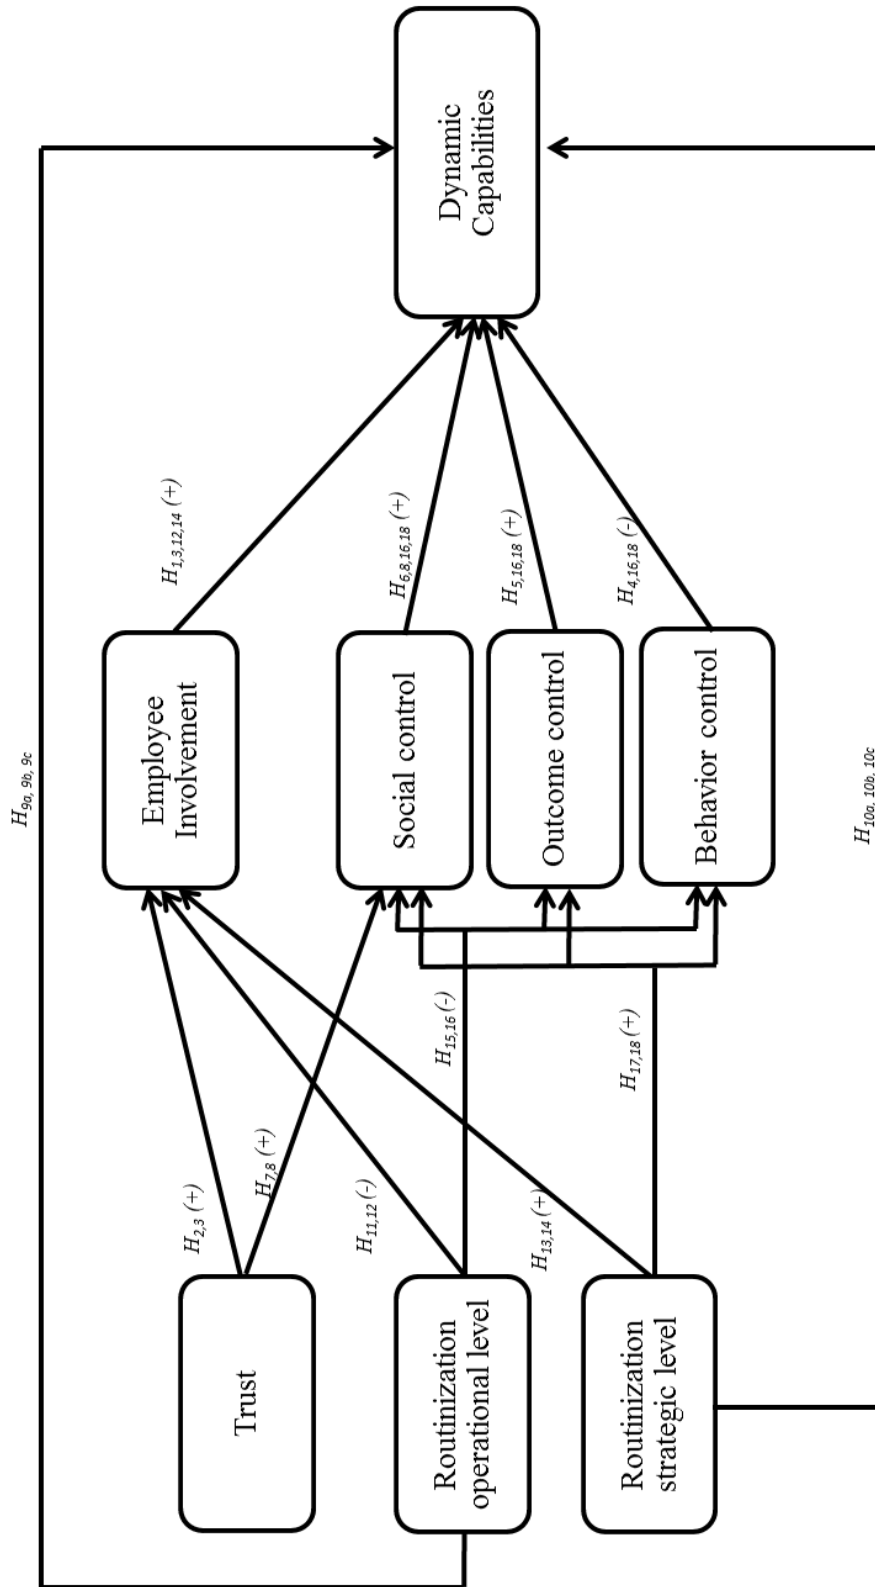 H9a, 9b, 9c
Trust
Routinization
operational level
Routinization
strategic level
H2,3 (+)
H7,8 (+)
H11,12 (-)
H13,14 (+)
H15,16 (-)
H17,18 (+)
Employee
Involvement
Social control
Outcome control
Behavior control
H1,3,12,14 (+)
H6,8,16,18 (+)
H5,16,18 (+)
H4,16,18 (-)
Dynamic
Capabilities
H10a, 10b, 10c